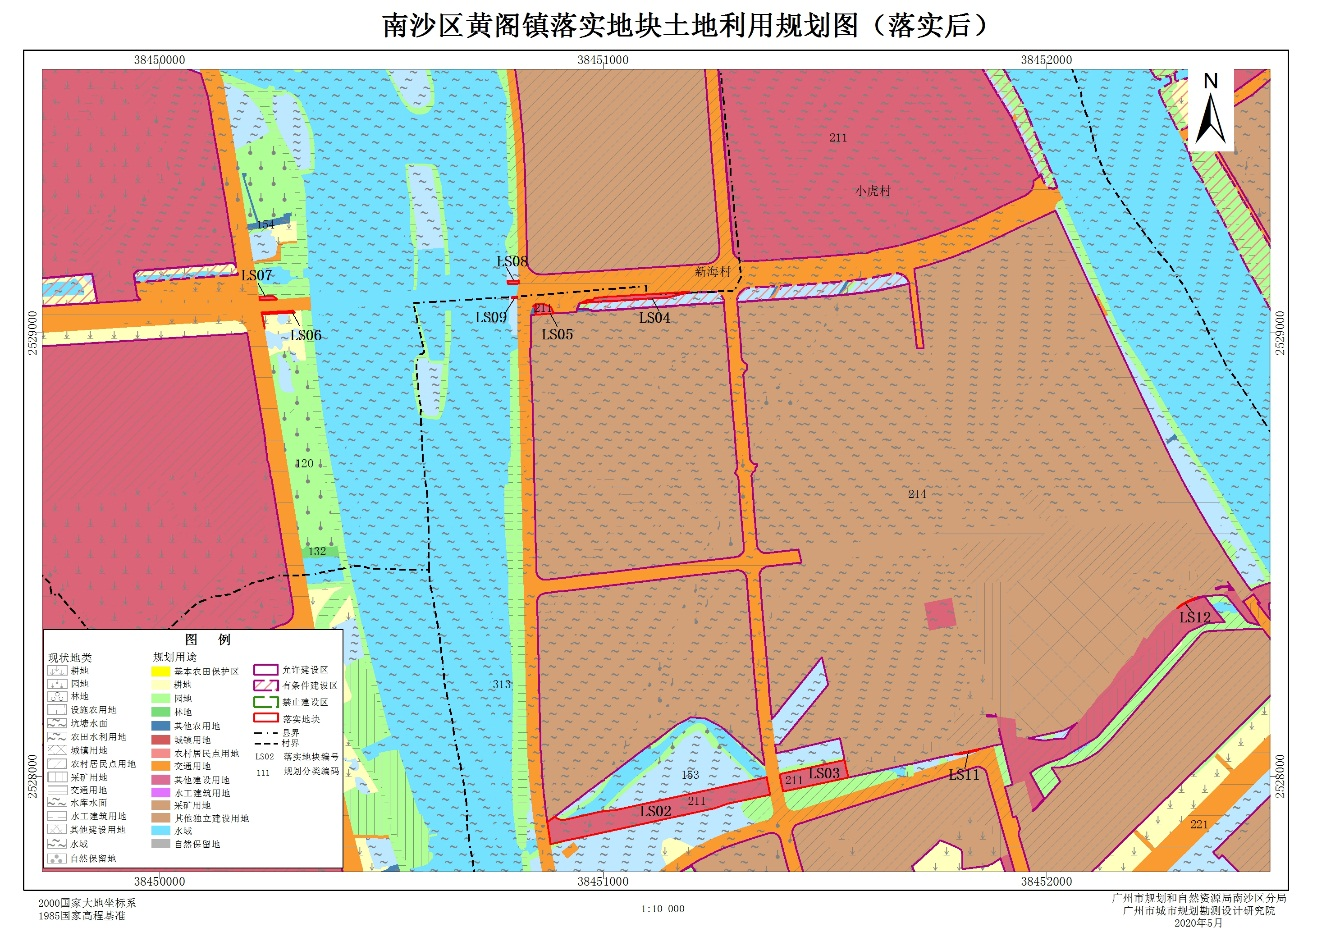 南沙区黄阁镇落实地块土地利用规划图（落实后）
38450000 38451000 38452000
N
211
小虎村
154
LS07
LS08
新海村
LS09
211
LS05
LS04
LS06
2529000
2529000
120
214
132
LS12
313
153
211
LS03
LS11
LS02
211
221
2528000
2528000
图 例
现状地类
耕地
园地
林地
设施农用地
坑塘水面
农田水利用地
城镇用地
农村居民点用地
采矿用地
交通用地
水库水面
水工建筑用地
其他建设用地
水域
自然保留地
规划用途
基本农田保护区
耕地
园地
林地
其他农用地
城镇用地
农村居民点用地
交通用地
其他建设用地
水工建筑用地
采矿用地
其他独立建设用地
水域
自然保留地
允许建设区
有条件建设区
禁止建设区
落实地块
县界
村界
LS02 落实地块编号
111 规划分类编码
38450000 38451000 38452000
2000国家大地坐标系
1985国家高程基准
1:10 000
广州市规划和自然资源局南沙区分局
广州市城市规划勘测设计研究院
2020年5月